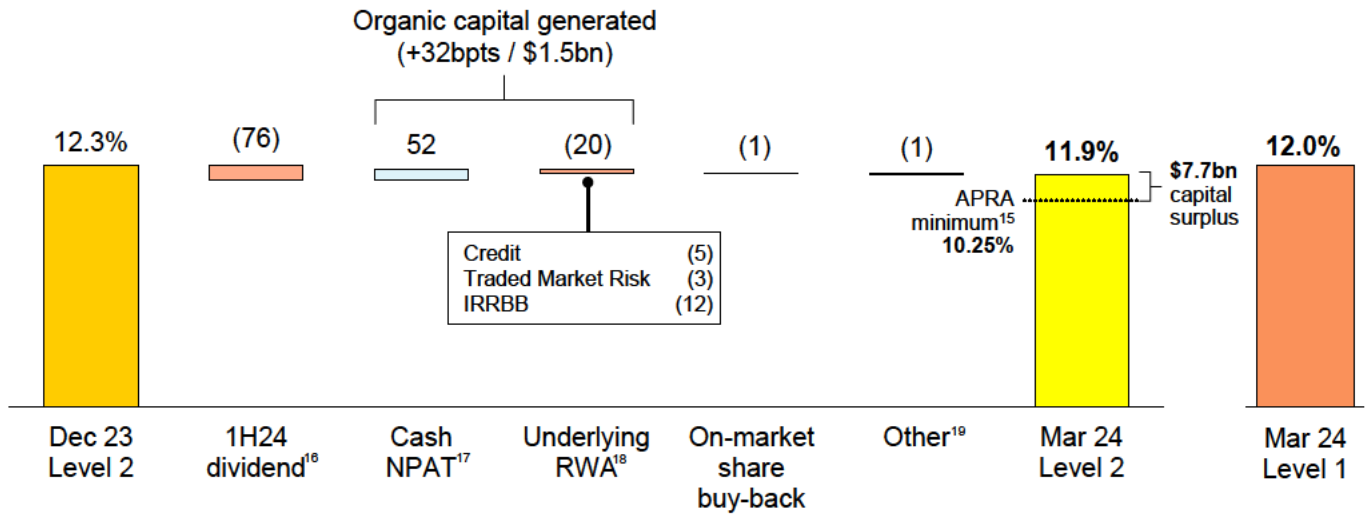 Organic capital generated
(+32bpts / $1.5bn)
12.3%
(76)
52
(20)
(1)
(1)
11.9%
12.0%
$7.7bn
capital
surplus
APRA
minimum15
10.25%
Credit (5)
Traded Market Risk (3)
IRRBB (12)
Dec 23
Level 2
1H24
dividend16
Cash
NPAT17
Underlying
RWA18
On-market
share
buy-back
Other19
Mar 24
Level 2
Mar 24
Level 1